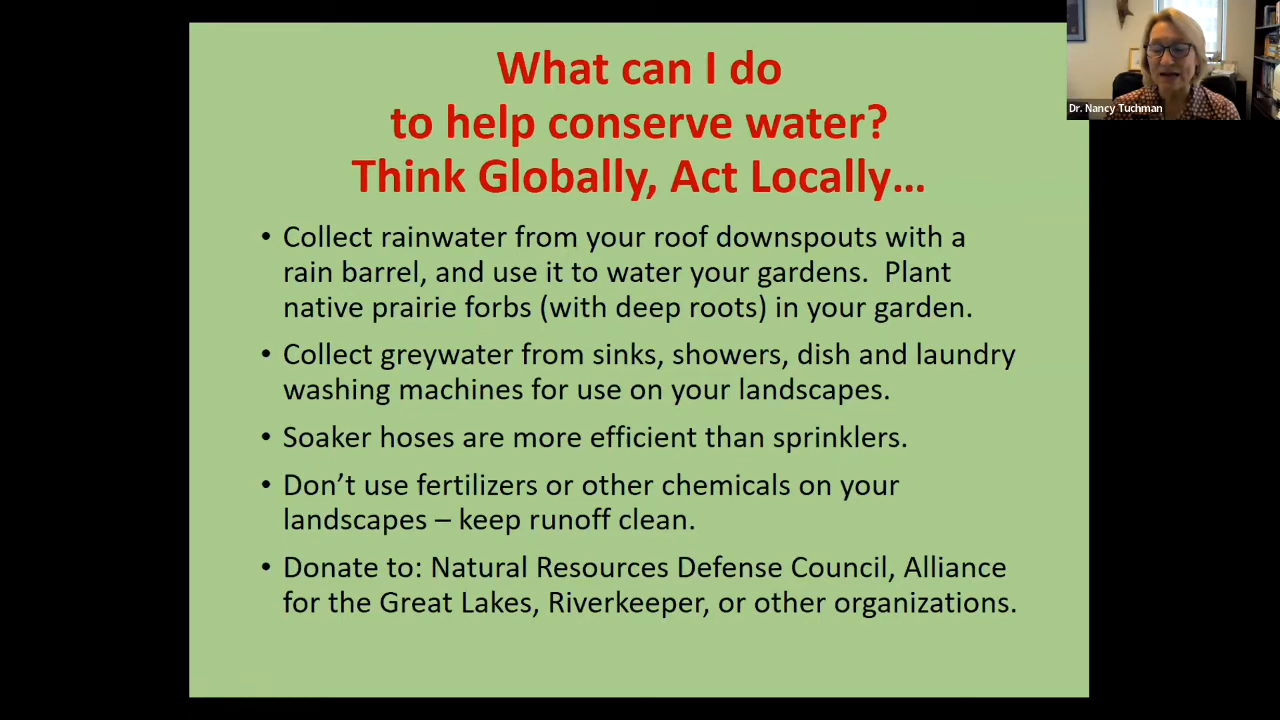 What can I do
to help conserve water?
Think Globally, Act Locally…
• Collect rainwater from your roof downspouts with a
rain barrel, and use it to water your gardens.  Plant
native prairie forbs (with deep roots) in your garden.
• Collect greywater from sinks, showers, dish and laundry
washing machines for use on your landscapes.
• Soaker hoses are more efficient than sprinklers.
• Don’t use fertilizers or other chemicals on your
landscapes – keep runoff clean.
• Donate to: Natural Resources Defense Council, Alliance
for the Great Lakes, Riverkeeper, or other organizations.
Dr. Nancy Tuchman